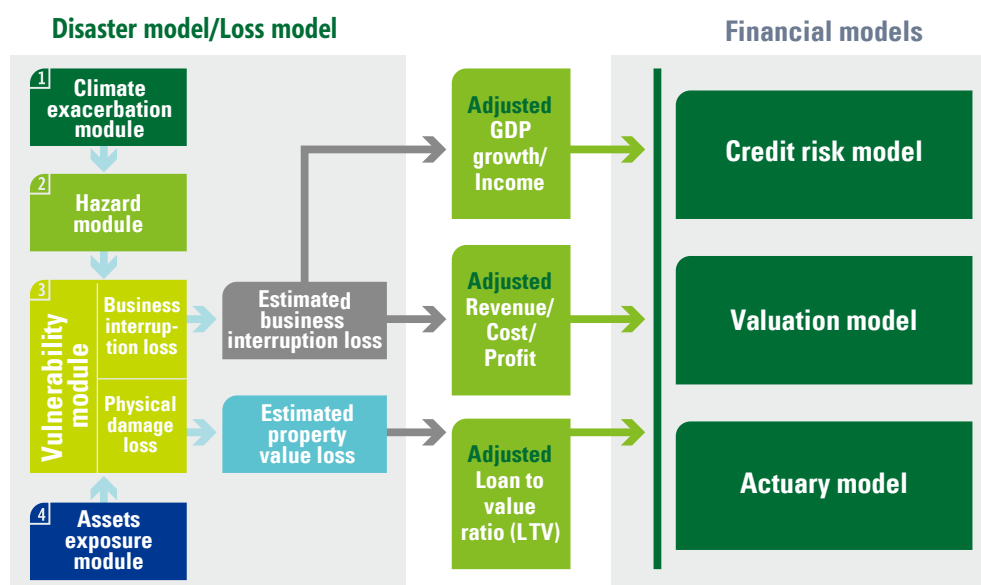 Disaster model/Loss model
Financial models
1
Climate
exacerbation
module
2
Hazard
module
3
Vulnerability
module
Business
interrup-
tion loss
Physical
damage
loss
4
Assets
exposure
module
Estimated
business
interruption loss
Estimated
property
value loss
Adjusted
GDP
growth/
Income
Adjusted
Revenue/
Cost/
Profit
Adjusted
Loan to
value
ratio (LTV)
Credit risk model
Valuation model
Actuary model